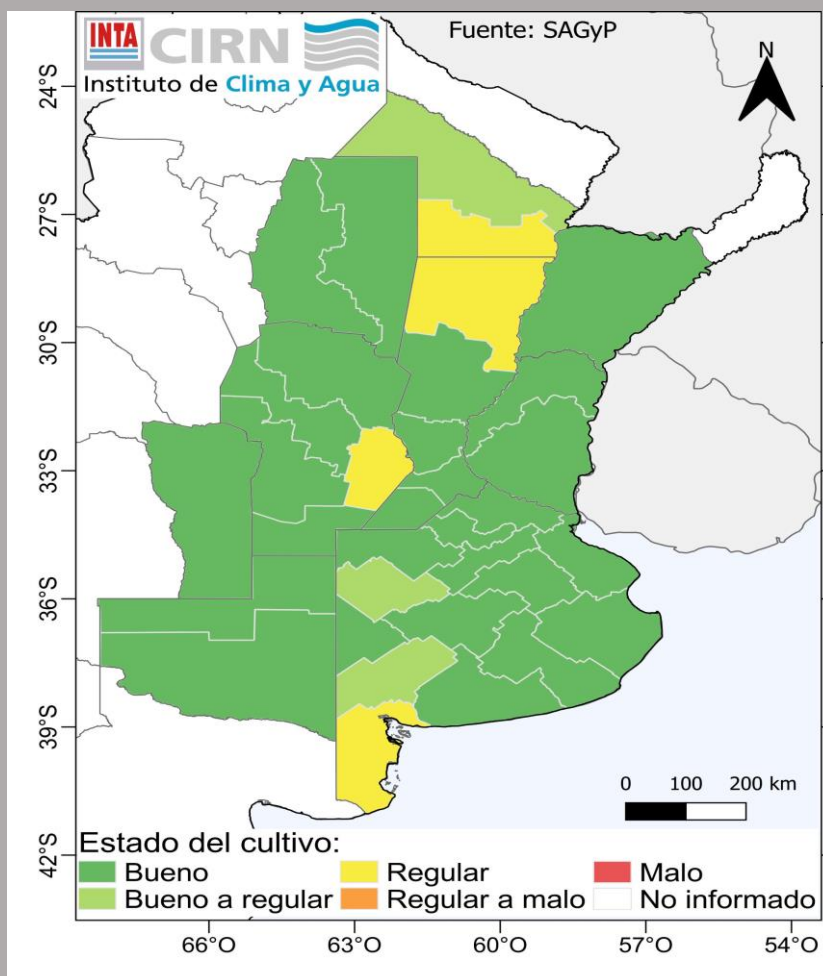 INTA CIRN
Instituto de Clima y Agua
Fuente: SAGyP
N
24°S
27°S
30°S
33°S
36°S
39°S
42°S
0 100 200 km
Estado del cultivo:
Bueno
Regular
Malo
Bueno a regular
Regular a malo
No informado
66°O 63°O 60°O 57°O 54°O